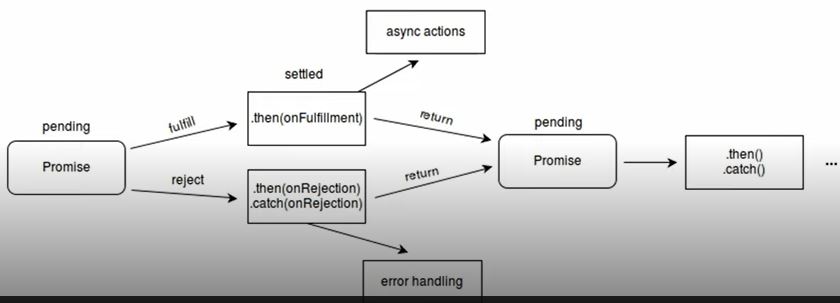 async actions
settled
.then(onFulfillment)
fulfill
return
pending
Promise
pending
Promise
.then()
.catch()
...
reject
.then(onRejection)
.catch(onRejection)
return
error handling